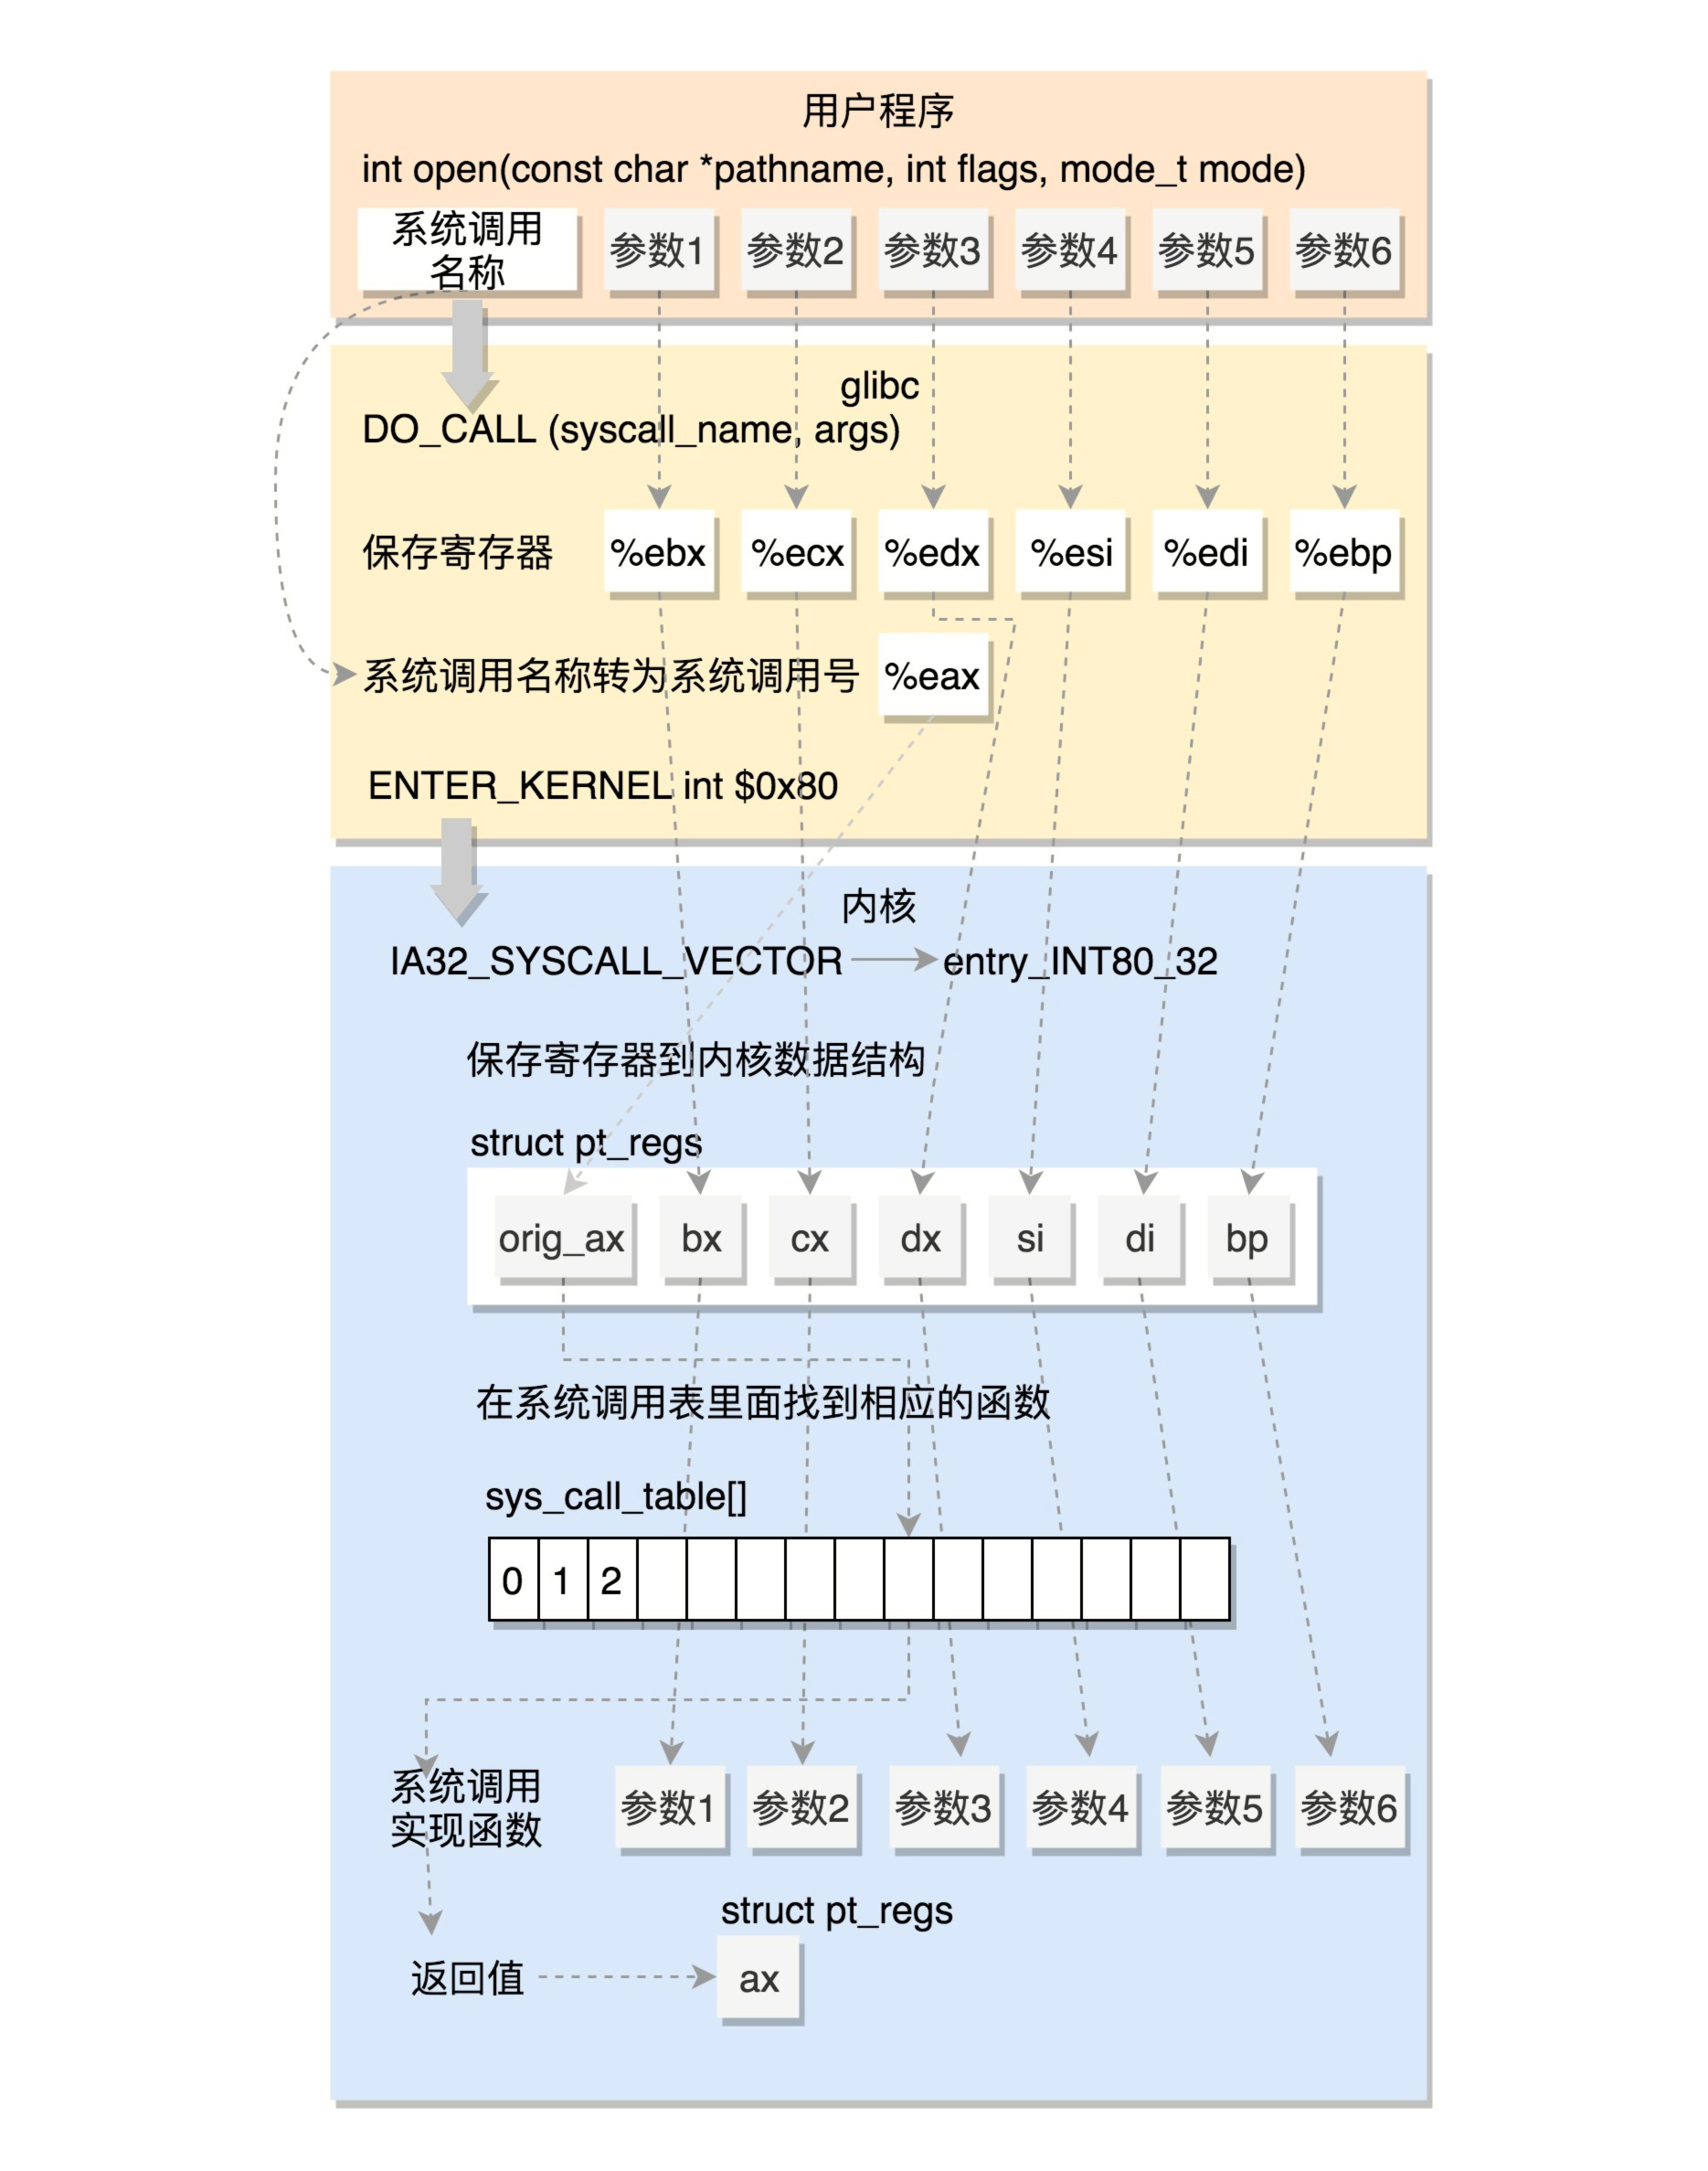 用户程序
int open(const char *pathname, int flags, mode_t mode)
系统调用
名称
参数1
参数2
参数3
参数4
参数5
参数6
glibc
DO_CALL (syscall_name, args)
保存寄存器
%ebx
%ecx
%edx
%esi
%edi
%ebp
系统调用名称转为系统调用号
%eax
ENTER_KERNEL int $0x80
内核
IA32_SYSCALL_VECTOR
entry_INT80_32
保存寄存器到内核数据结构
struct pt_regs
orig_ax
bx
cx
dx
si
di
bp
在系统调用表里面找到相应的函数
sys_call_table[]
0
1
2
系统调用
实现函数
参数1
参数2
参数3
参数4
参数5
参数6
struct pt_regs
返回值
ax